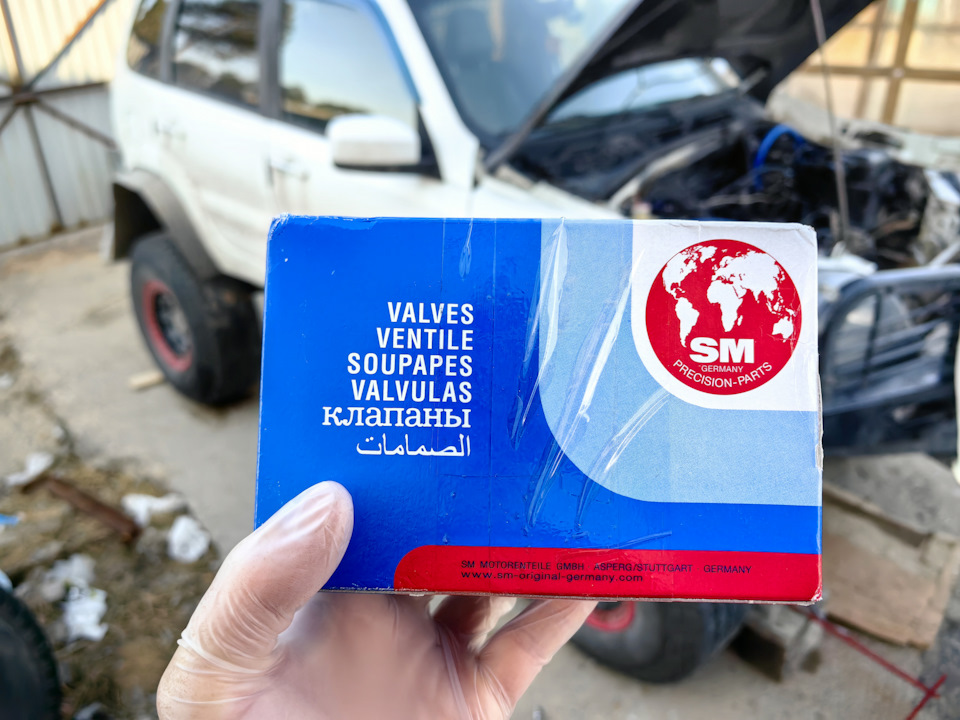 VALVES
VENTILE
SOUPAPES
VALVULAS
клапаны
الصمامات
SM
GERMANY
PRECISION-PARTS
SM MOTORENTEILE GMBH · ASPERG/STUTTGART · GERMANY
www.sm-original-germany.com